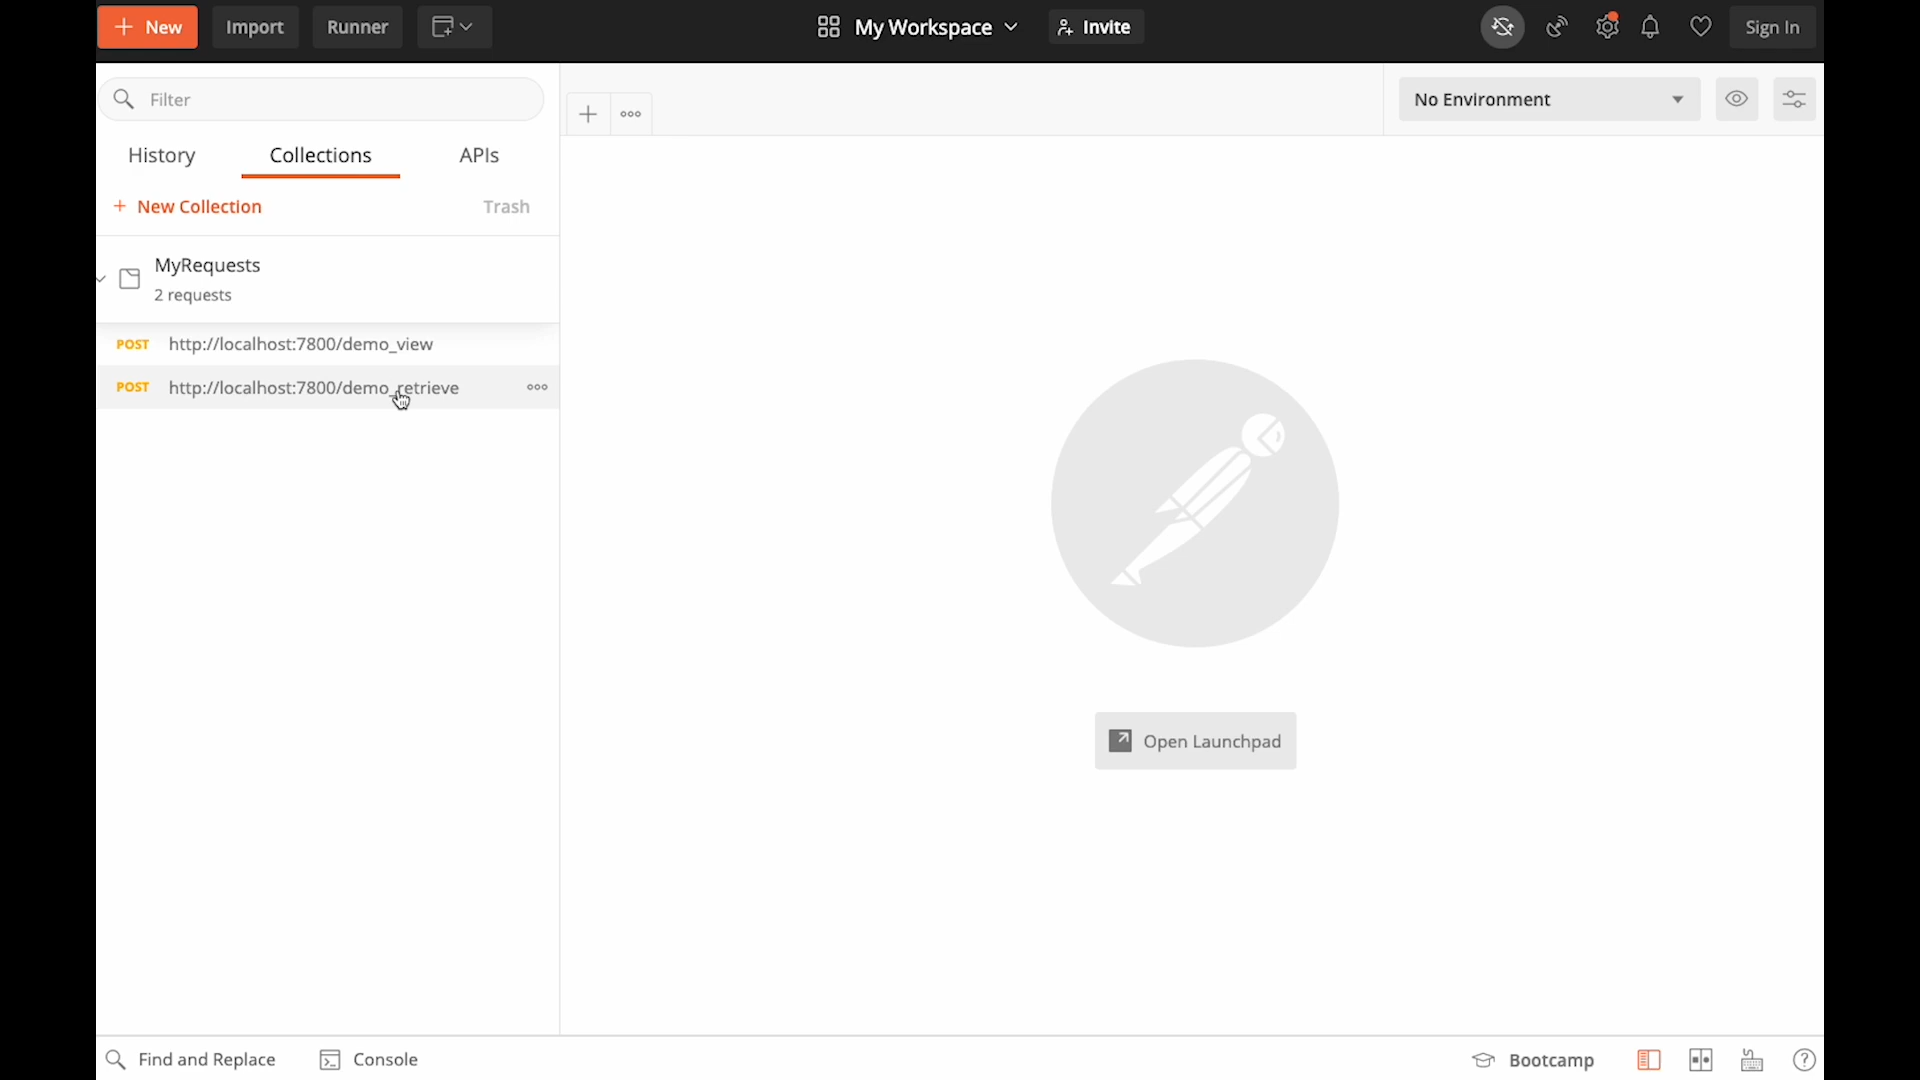 New Import Runner My Workspace Invite Sign In
Filter
No Environment
History Collections APIs
New Collection Trash
MyRequests
2 requests
POST http://localhost:7800/demo_view
POST http://localhost:7800/demo_retrieve
Open Launchpad
Find and Replace Console Bootcamp